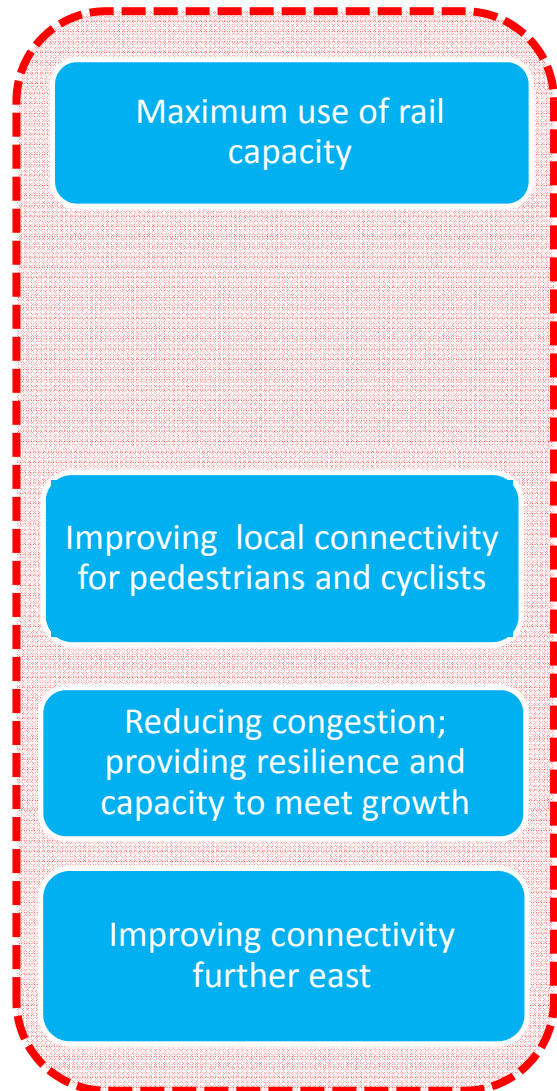 Maximum use of rail
capacity
Improving  local connectivity
for pedestrians and cyclists
Reducing congestion;
providing resilience and
capacity to meet growth
Improving connectivity
further east